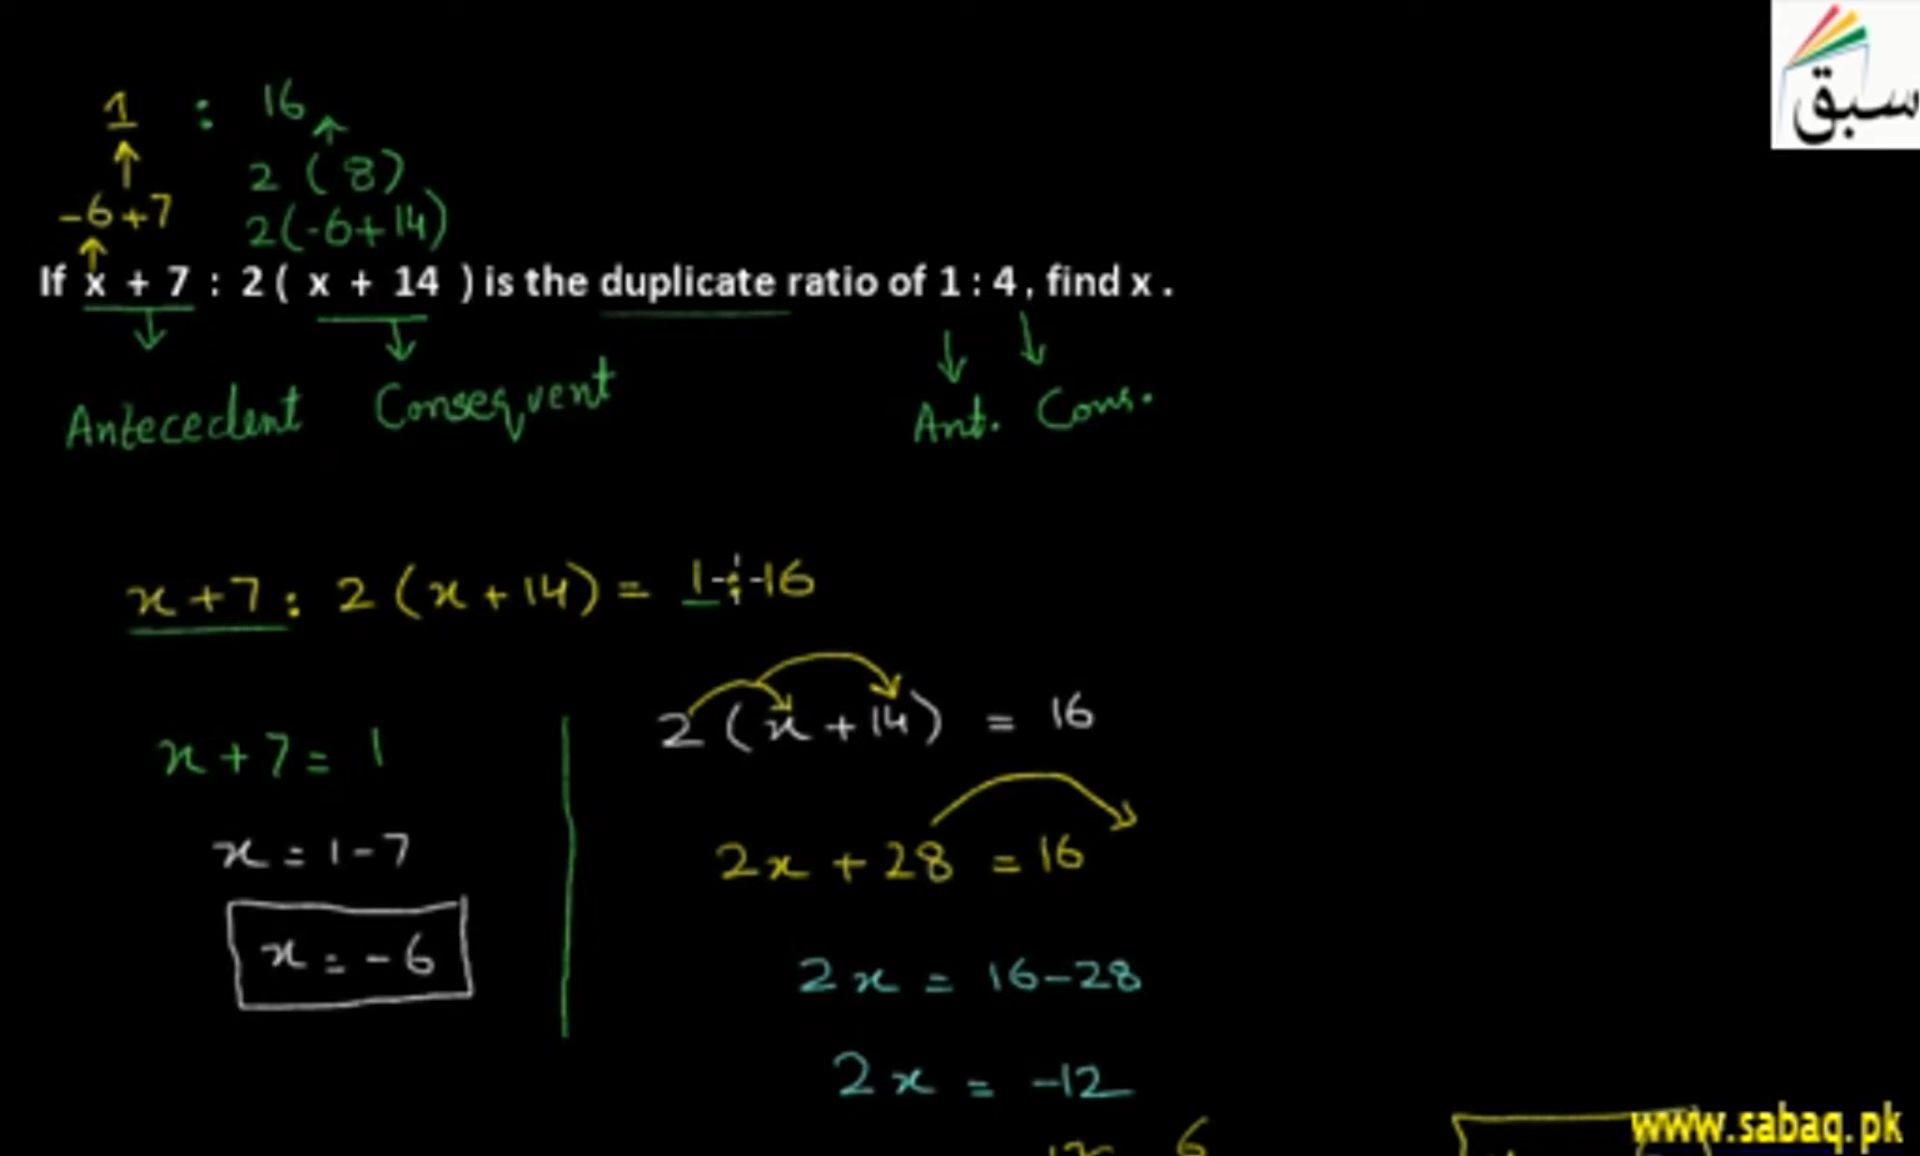 سبق
1 : 16
2 ( 8 )
-6+7 2(-6+14)
If x + 7 : 2 ( x + 14 ) is the duplicate ratio of 1 : 4 , find x .
Antecedent Consequent Ant. Cons.
x+7 : 2 (x+14) = 1 : 16
x + 7 = 1
x = 1 - 7
x = - 6
2 (x + 14) = 16
2x + 28 = 16
2x = 16-28
2x = -12
www.sabaq.pk